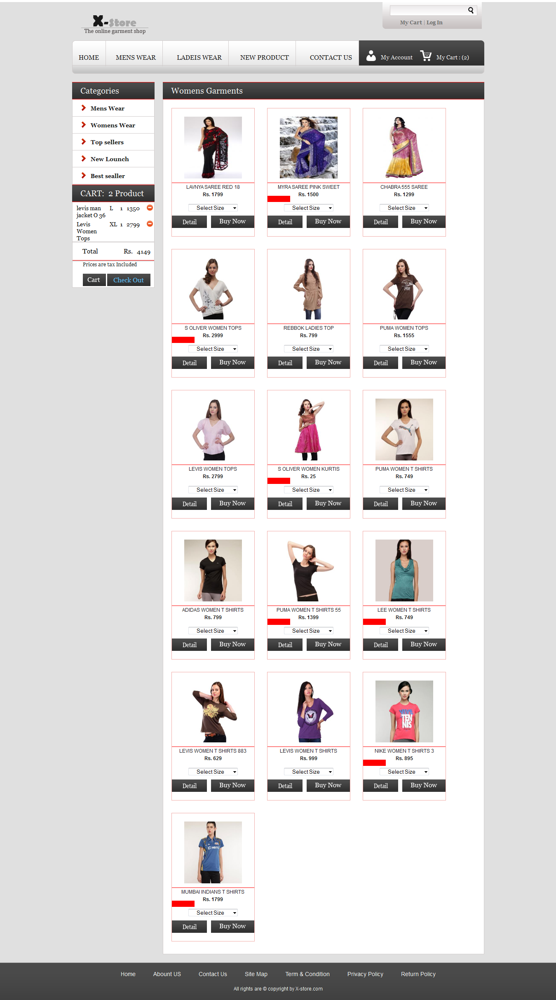 X-Store
The online garment shop
My Cart | Log In
HOME
MENS WEAR
LADEIS WEAR
NEW PRODUCT
CONTACT US
My Account
My Cart : (2)
Categories
Mens Wear
Womens Wear
Top sellers
New Lounch
Best sealler
CART: 2 Product
levis man L 1 1350
jacket O 36
Levis XL 1 2799
Women
Tops
Total Rs. 4149
Prices are tax Included
Cart
Check Out
Womens Garments
LAVNYA SAREE RED 18
Rs. 1799
Select Size
Detail
Buy Now
MYRA SAREE PINK SWEET
Rs. 1500
Select Size
Detail
Buy Now
CHABRA 555 SAREE
Rs. 1299
Select Size
Detail
Buy Now
S OLIVER WOMEN TOPS
Rs. 2999
Select Size
Detail
Buy Now
REBBOK LADIES TOP
Rs. 799
Select Size
Detail
Buy Now
PUMA WOMEN TOPS
Rs. 1555
Select Size
Detail
Buy Now
LEVIS WOMEN TOPS
Rs. 2799
Select Size
Detail
Buy Now
S OLIVER WOMEN KURTIS
Rs. 25
Select Size
Detail
Buy Now
PUMA WOMEN T SHIRTS
Rs. 749
Select Size
Detail
Buy Now
ADIDAS WOMEN T SHIRTS
Rs. 799
Select Size
Detail
Buy Now
PUMA WOMEN T SHIRTS 55
Rs. 1399
Select Size
Detail
Buy Now
LEE WOMEN T SHIRTS
Rs. 749
Select Size
Detail
Buy Now
LEVIS WOMEN T SHIRTS 883
Rs. 629
Select Size
Detail
Buy Now
LEVIS WOMEN T SHIRTS
Rs. 999
Select Size
Detail
Buy Now
TEN
NIS
NIKE WOMEN T SHIRTS 3
Rs. 895
Select Size
Detail
Buy Now
HERO
MUMBAI INDIANS T SHIRTS
Rs. 1799
Select Size
Detail
Buy Now
Home
Abount US
Contact Us
Site Map
Term & Condition
Privacy Policy
Return Policy
All rights are © copyright by X-store.com